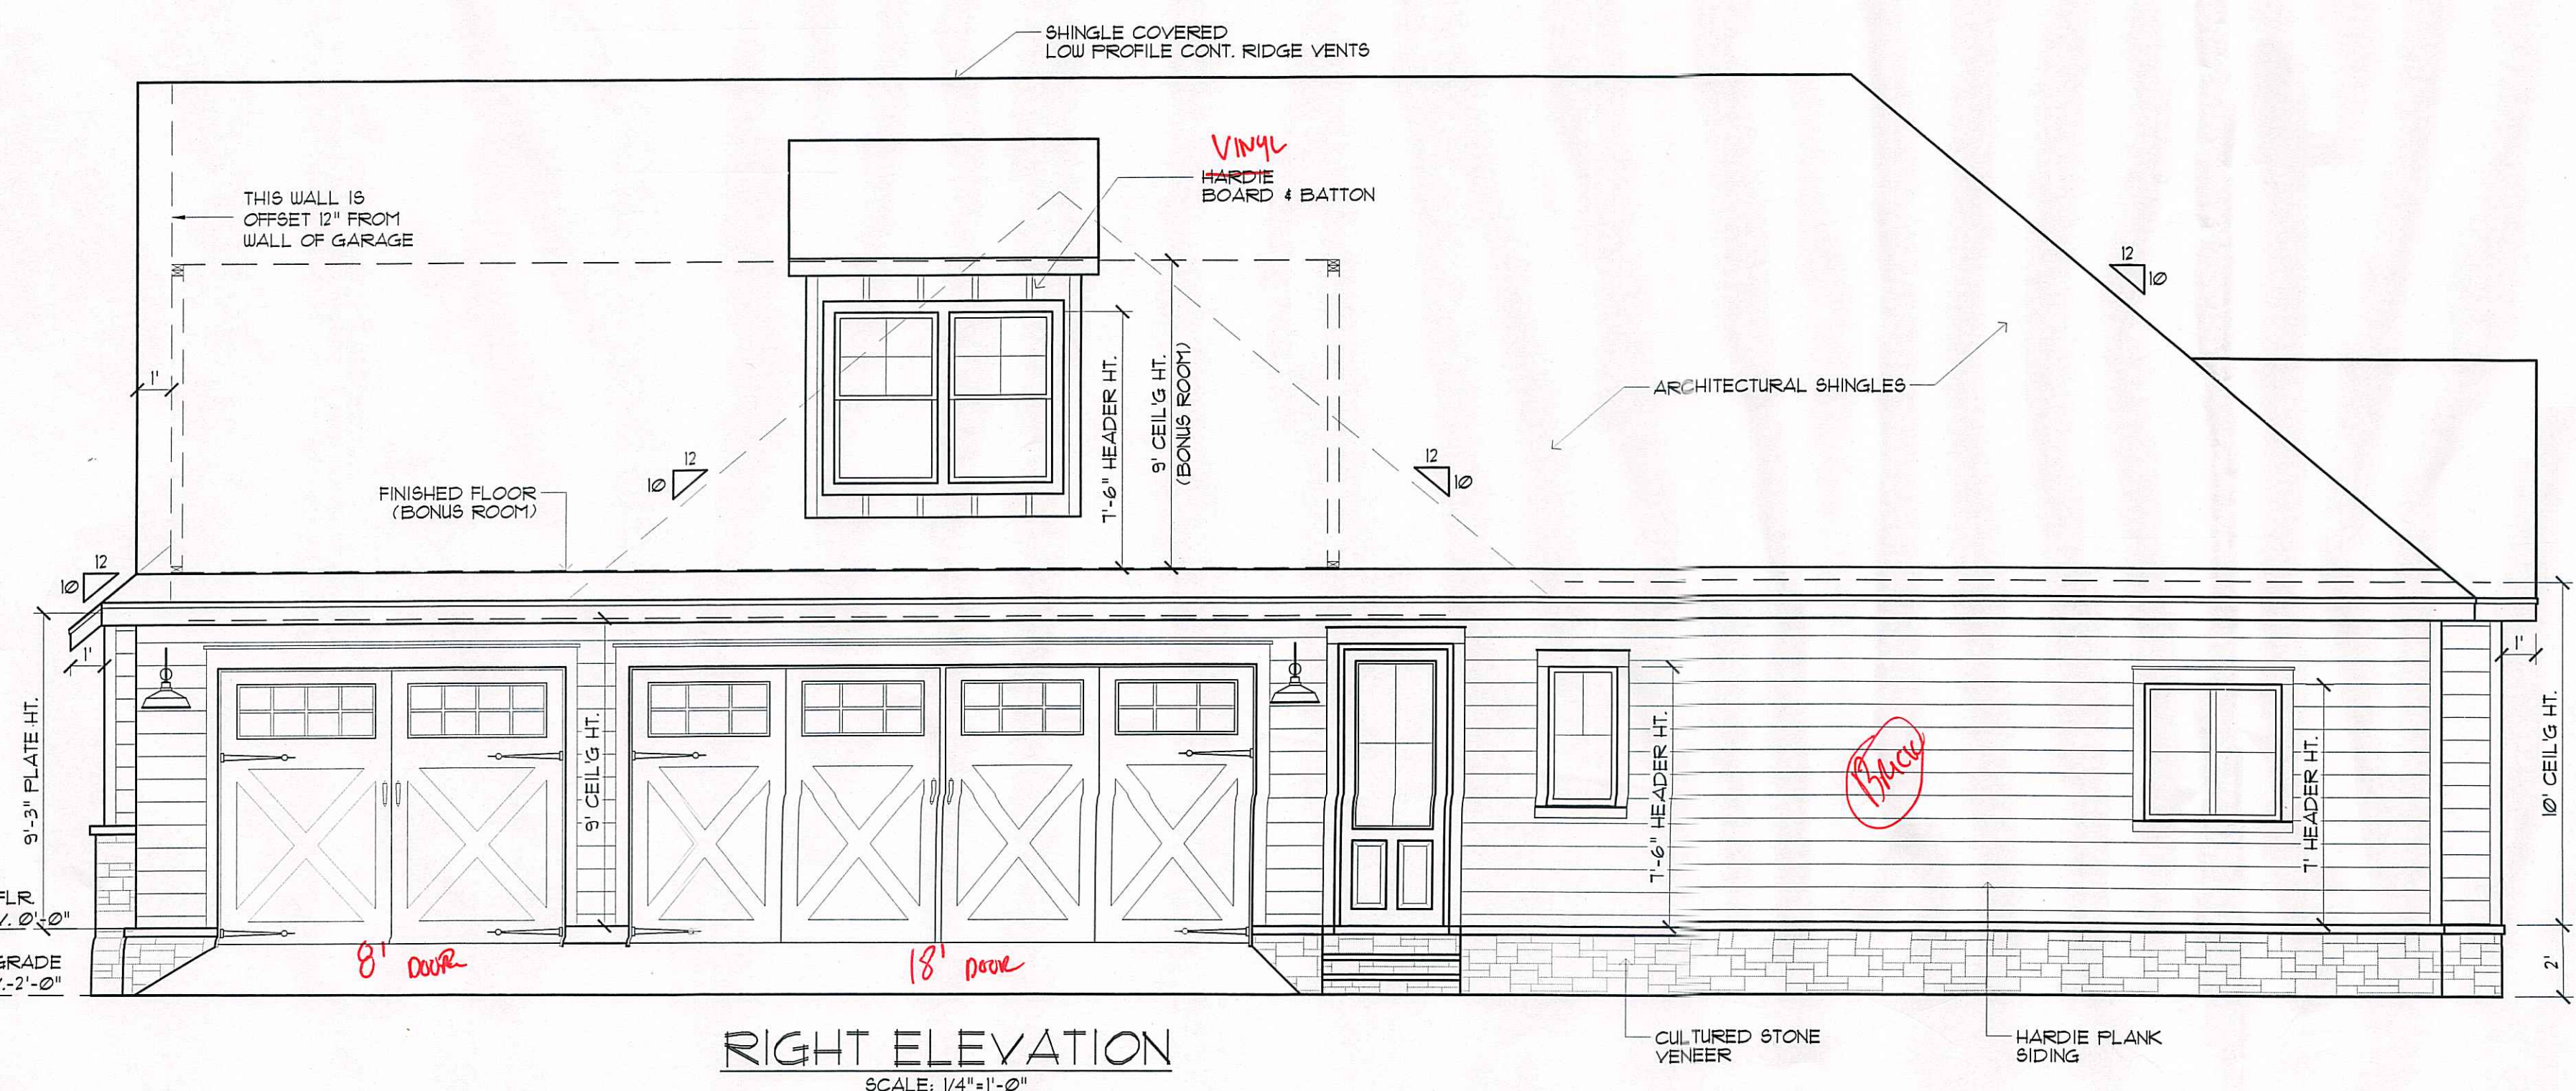 SHINGLE COVERED
LOW PROFILE CONT. RIDGE VENTS
VINYL
HARDIE
BOARD & BATTON
THIS WALL IS
OFFSET 12" FROM
WALL OF GARAGE
12
10
1'
ARCHITECTURAL SHINGLES
7'-6" HEADER HT.
9' CEIL'G HT.
(BONUS ROOM)
12
10
12
10
FINISHED FLOOR
(BONUS ROOM)
12
10
1'
1'
9'-3" PLATE HT.
9' CEIL'G HT.
7'-6" HEADER HT.
Brick
7' HEADER HT.
10' CEIL'G HT.
FLR.
0'-0"
GRADE
-2'-0"
8' DOOR
18' DOOR
2'
CULTURED STONE
VENEER
HARDIE PLANK
SIDING
RIGHT ELEVATION
SCALE: 1/4"=1'-0"